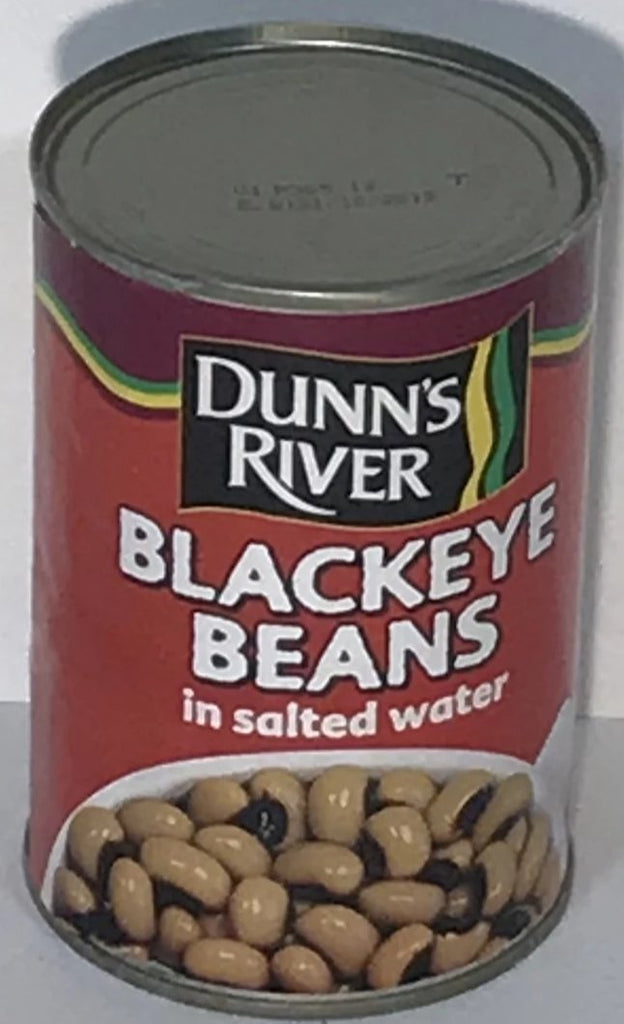 DUNN'S
RIVER
BLACKEYE
BEANS
in salted water